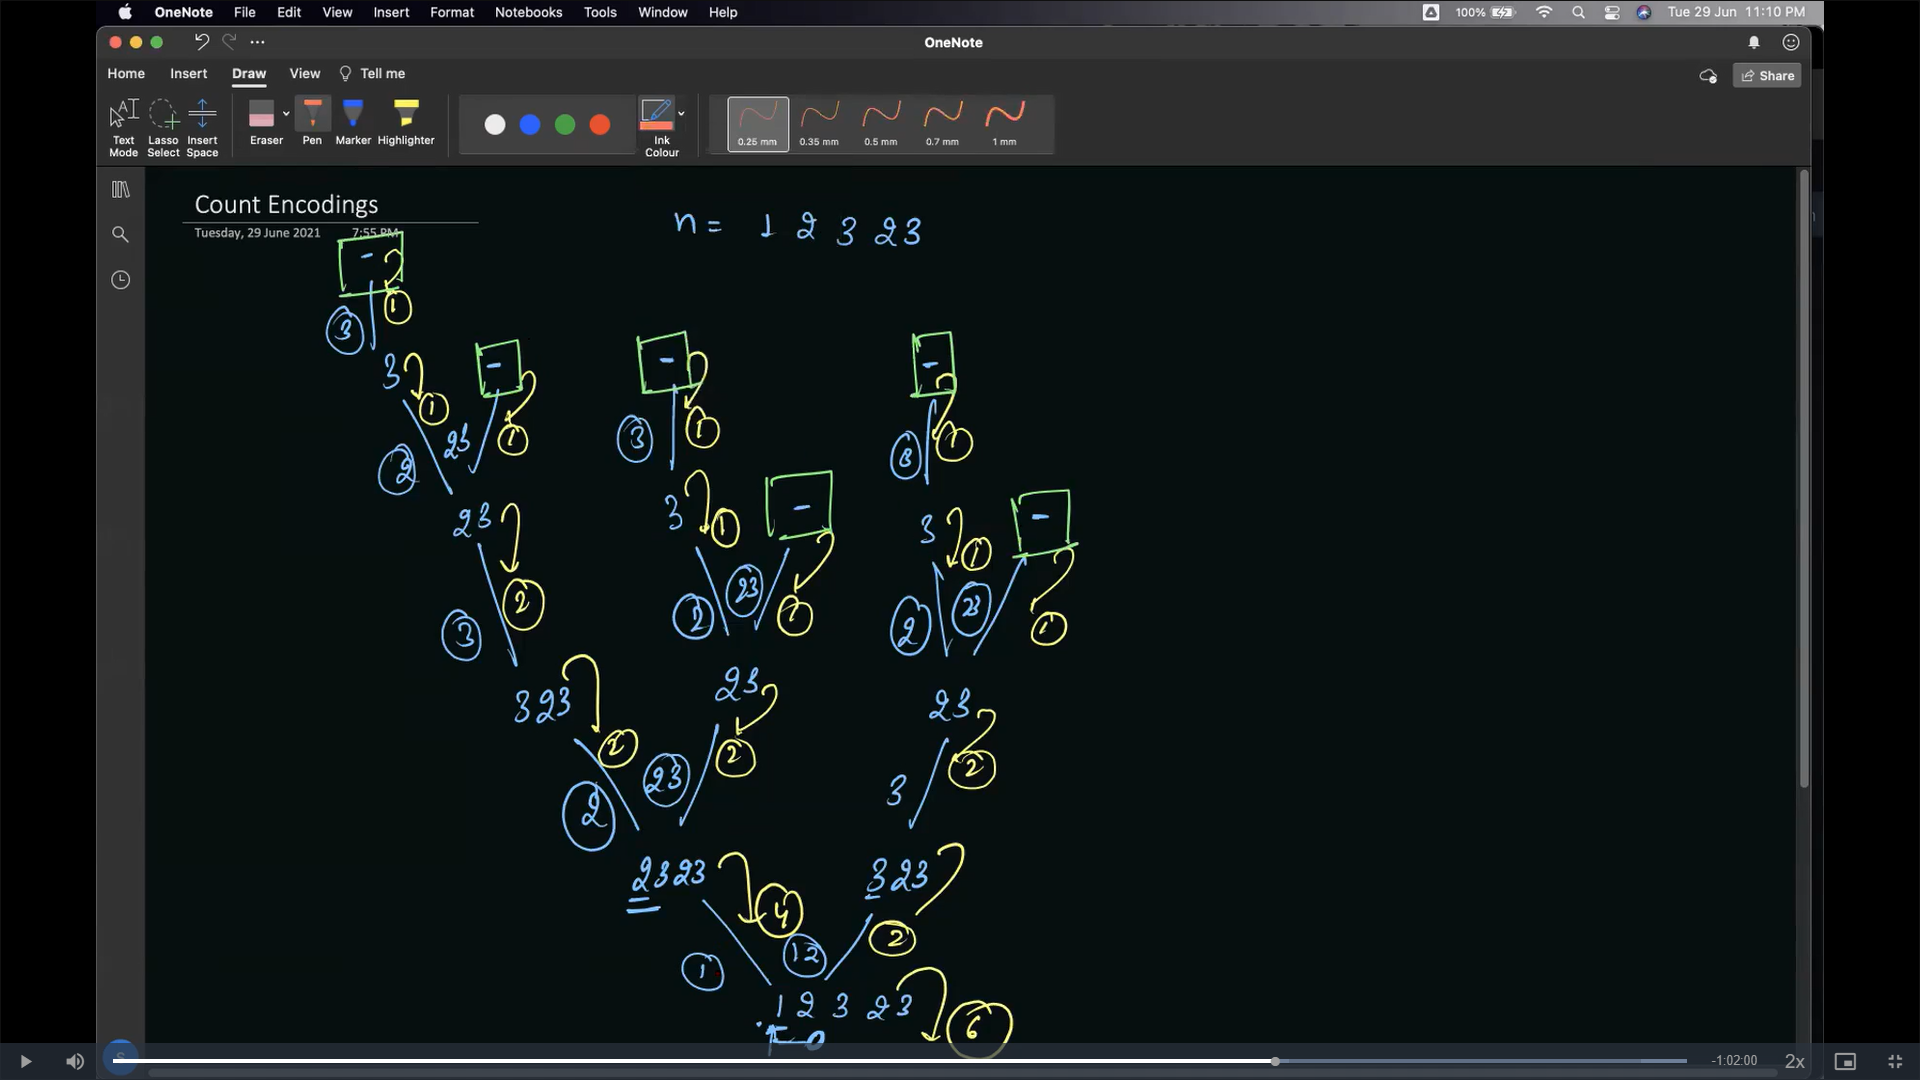 OneNote File Edit View Insert Format Notebooks Tools Window Help 100% Tue 29 Jun 11:10 PM
OneNote
Home Insert Draw View Tell me Share
Text Mode Lasso Select Insert Space Eraser Pen Marker Highlighter Ink Colour 0.25 mm 0.35 mm 0.5 mm 0.7 mm 1 mm
Count Encodings
Tuesday, 29 June 2021 7:55 PM
n = 1 2 3 2 3
-
3 1
- - -
3 1
23 1 3 1 8 1
2
-
23 3 1 -
3 1
2 2 23 1 2 23 1
3
23
323 23
2 2
23 2 3
2
2323 323
4
2
1 12
1 2 3 2 3
6
-1:02:00 2x